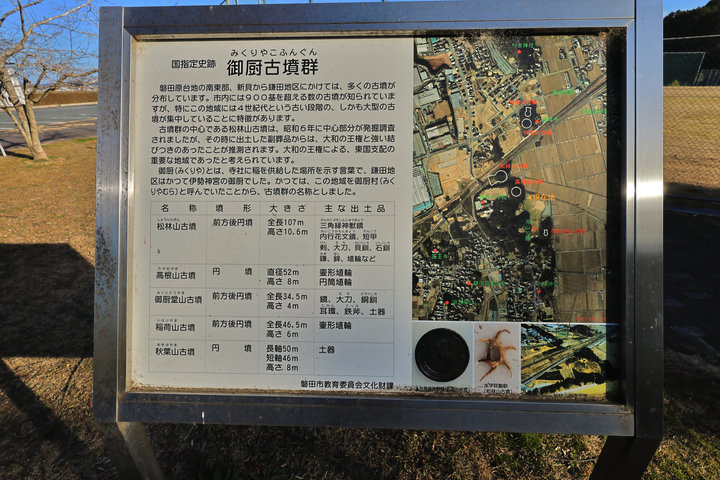 みくりやこふんぐん
国指定史跡 御厨古墳群
磐田原台地の南東部、新貝から鎌田地区にかけては、多くの古墳が
分布しています。市内には900基を超える数の古墳が知られていま
すが、特にこの地域には4世紀代という古い段階の、しかも大型の古
墳が集中していることに特徴があります。
古墳群の中心である松林山古墳は、昭和6年に中心部分が発掘調査
されましたが、その時に出土した副葬品からは、大和の王権と強い結
びつきのあったことが推測されます。大和の王権による、東国支配の
重要な地域であったと考えられています。
御厨(みくりや)とは、寺社に稲を供給した場所を示す言葉で、鎌田地
区はかつて伊勢神宮の御厨でした。かつては、この地域を御厨村(みく
りやむら)と呼んでいたことから、古墳群の名称としました。
名称 墳形 大きさ 主な出土品
松林山古墳 前方後円墳 全長107m 三角縁神獣鏡
高さ10.6m 内行花文鏡、短甲
剣、大刀、貝釧、石釧
鎌、鉾、埴輪など
高根山古墳 円墳 直径52m 壷形埴輪
高さ8m 円筒埴輪
御厨堂山古墳 前方後円墳 全長34.5m 鏡、大刀、銅釧
高さ4m 耳環、鉄斧、土器
稲荷山古墳 前方後円墳 全長46.5m 壷形埴輪
高さ6m
秋葉山古墳 円墳 長軸50m 土器
短軸46m
高さ8m
磐田市教育委員会文化財課
水字貝製釧
(松林山古墳)